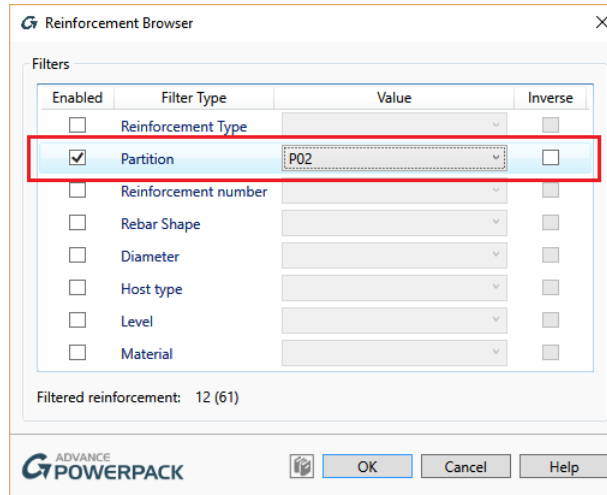 Reinforcement Browser
Filters
Enabled Filter Type Value Inverse
Reinforcement Type
Partition P02
Reinforcement number
Rebar Shape
Diameter
Host type
Level
Material
Filtered reinforcement: 12 (61)
ADVANCE
POWERPACK
OK Cancel Help